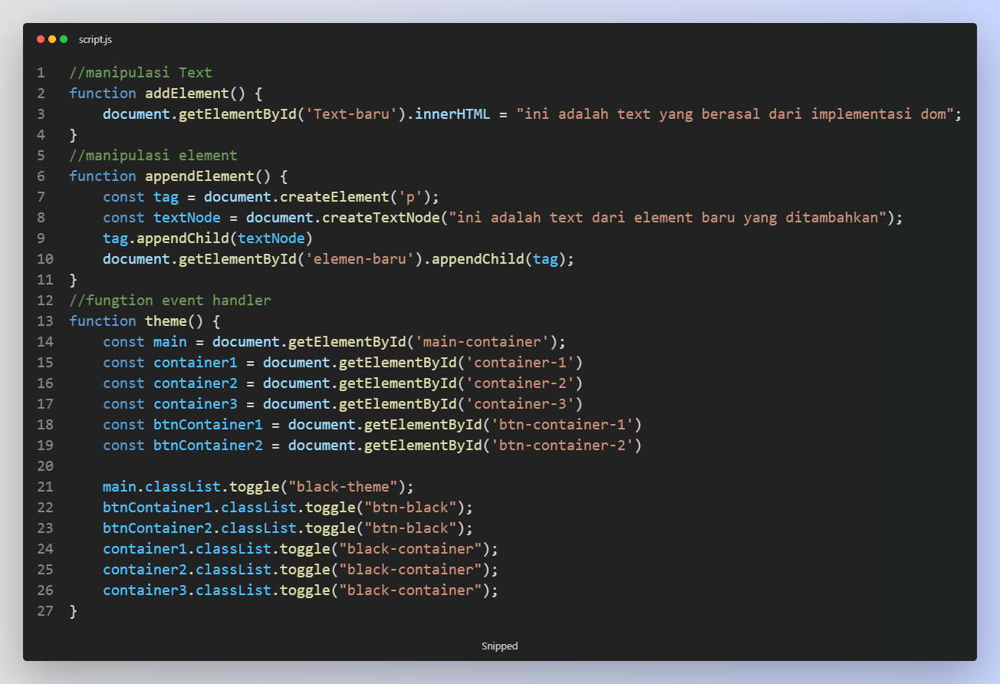 script.js
1 //manipulasi Text
2 function addElement() {
3     document.getElementById('Text-baru').innerHTML = "ini adalah text yang berasal dari implementasi dom";
4 }
5 //manipulasi element
6 function appendElement() {
7     const tag = document.createElement('p');
8     const textNode = document.createTextNode("ini adalah text dari element baru yang ditambahkan");
9     tag.appendChild(textNode)
10     document.getElementById('elemen-baru').appendChild(tag);
11 }
12 //fungtion event handler
13 function theme() {
14     const main = document.getElementById('main-container');
15     const container1 = document.getElementById('container-1')
16     const container2 = document.getElementById('container-2')
17     const container3 = document.getElementById('container-3')
18     const btnContainer1 = document.getElementById('btn-container-1')
19     const btnContainer2 = document.getElementById('btn-container-2')
20
21     main.classList.toggle("black-theme");
22     btnContainer1.classList.toggle("btn-black");
23     btnContainer2.classList.toggle("btn-black");
24     container1.classList.toggle("black-container");
25     container2.classList.toggle("black-container");
26     container3.classList.toggle("black-container");
27 }
Snipped